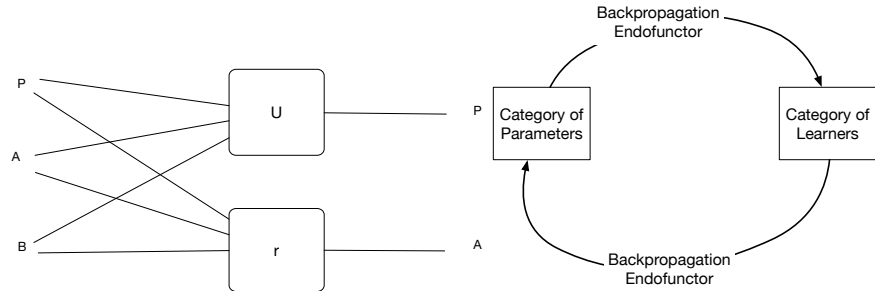 P
A
B
U
r
P
A
Backpropagation
Endofunctor
Category of
Parameters
Category of
Learners
Backpropagation
Endofunctor